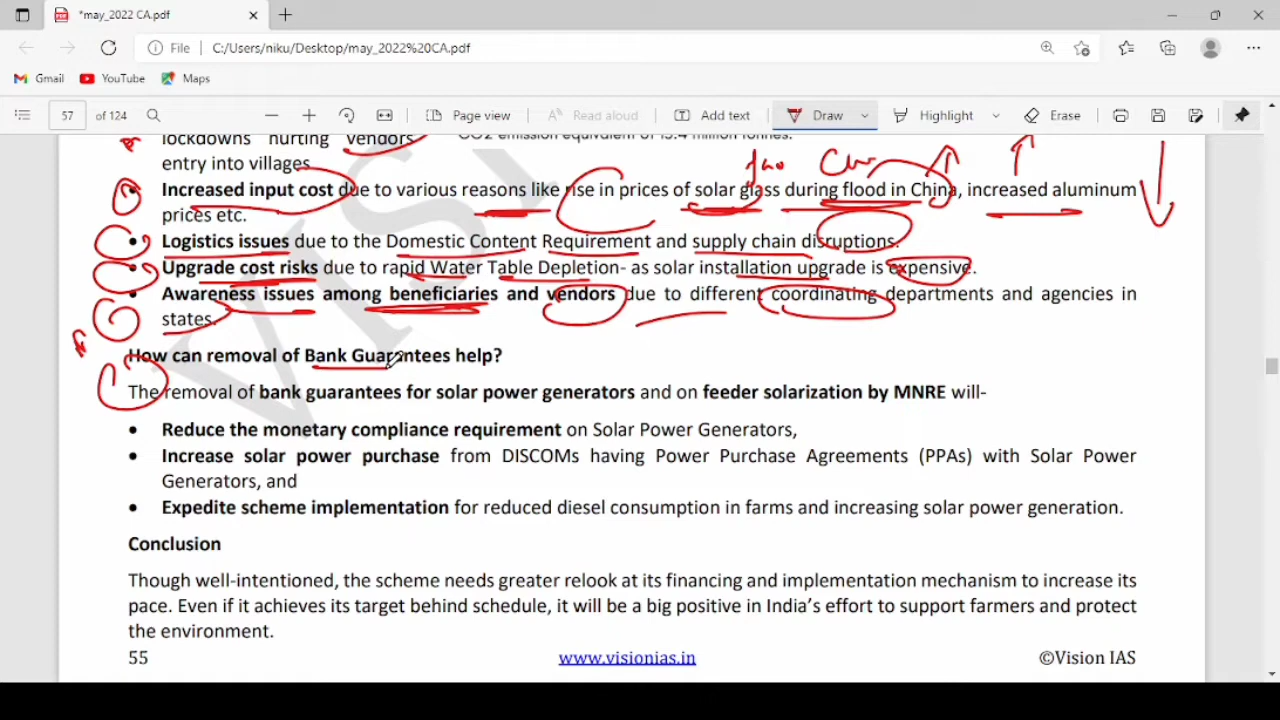 *may_2022 CA.pdf
File | C:/Users/niku/Desktop/may_2022%20CA.pdf
Gmail YouTube Maps
57 of 124 Page view Read aloud Add text Draw Highlight Erase
lockdowns hurting vendors CO2 emission equivalent of 15.4 million tonnes.
entry into villages
• Increased input cost due to various reasons like rise in prices of solar glass during flood in China, increased aluminum
prices etc.
• Logistics issues due to the Domestic Content Requirement and supply chain disruptions.
• Upgrade cost risks due to rapid Water Table Depletion- as solar installation upgrade is expensive.
• Awareness issues among beneficiaries and vendors due to different coordinating departments and agencies in
states.
How can removal of Bank Guarantees help?
The removal of bank guarantees for solar power generators and on feeder solarization by MNRE will-
• Reduce the monetary compliance requirement on Solar Power Generators,
• Increase solar power purchase from DISCOMs having Power Purchase Agreements (PPAs) with Solar Power
Generators, and
• Expedite scheme implementation for reduced diesel consumption in farms and increasing solar power generation.
Conclusion
Though well-intentioned, the scheme needs greater relook at its financing and implementation mechanism to increase its
pace. Even if it achieves its target behind schedule, it will be a big positive in India's effort to support farmers and protect
the environment.
55 www.visionias.in ©Vision IAS